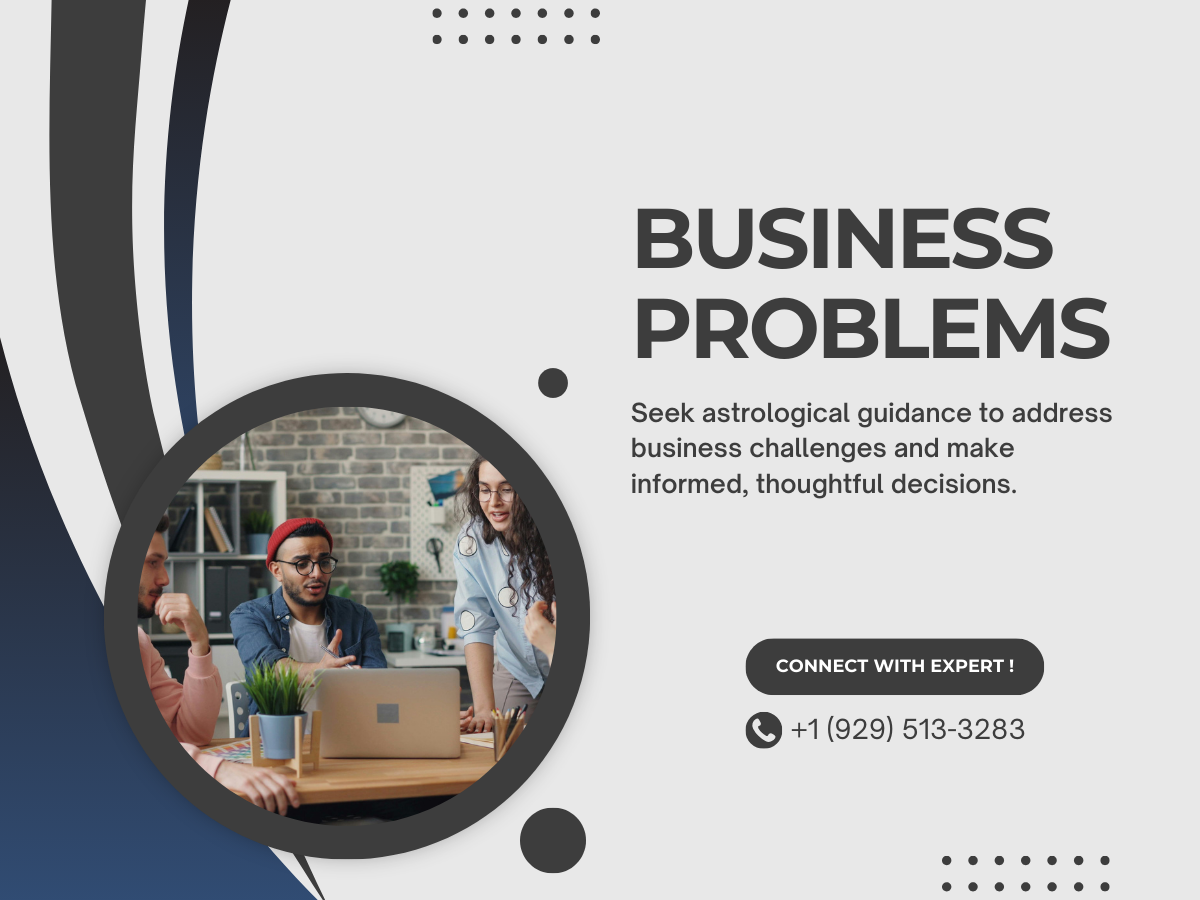 BUSINESS
PROBLEMS
Seek astrological guidance to address
business challenges and make
informed, thoughtful decisions.
CONNECT WITH EXPERT !
+1 (929) 513-3283